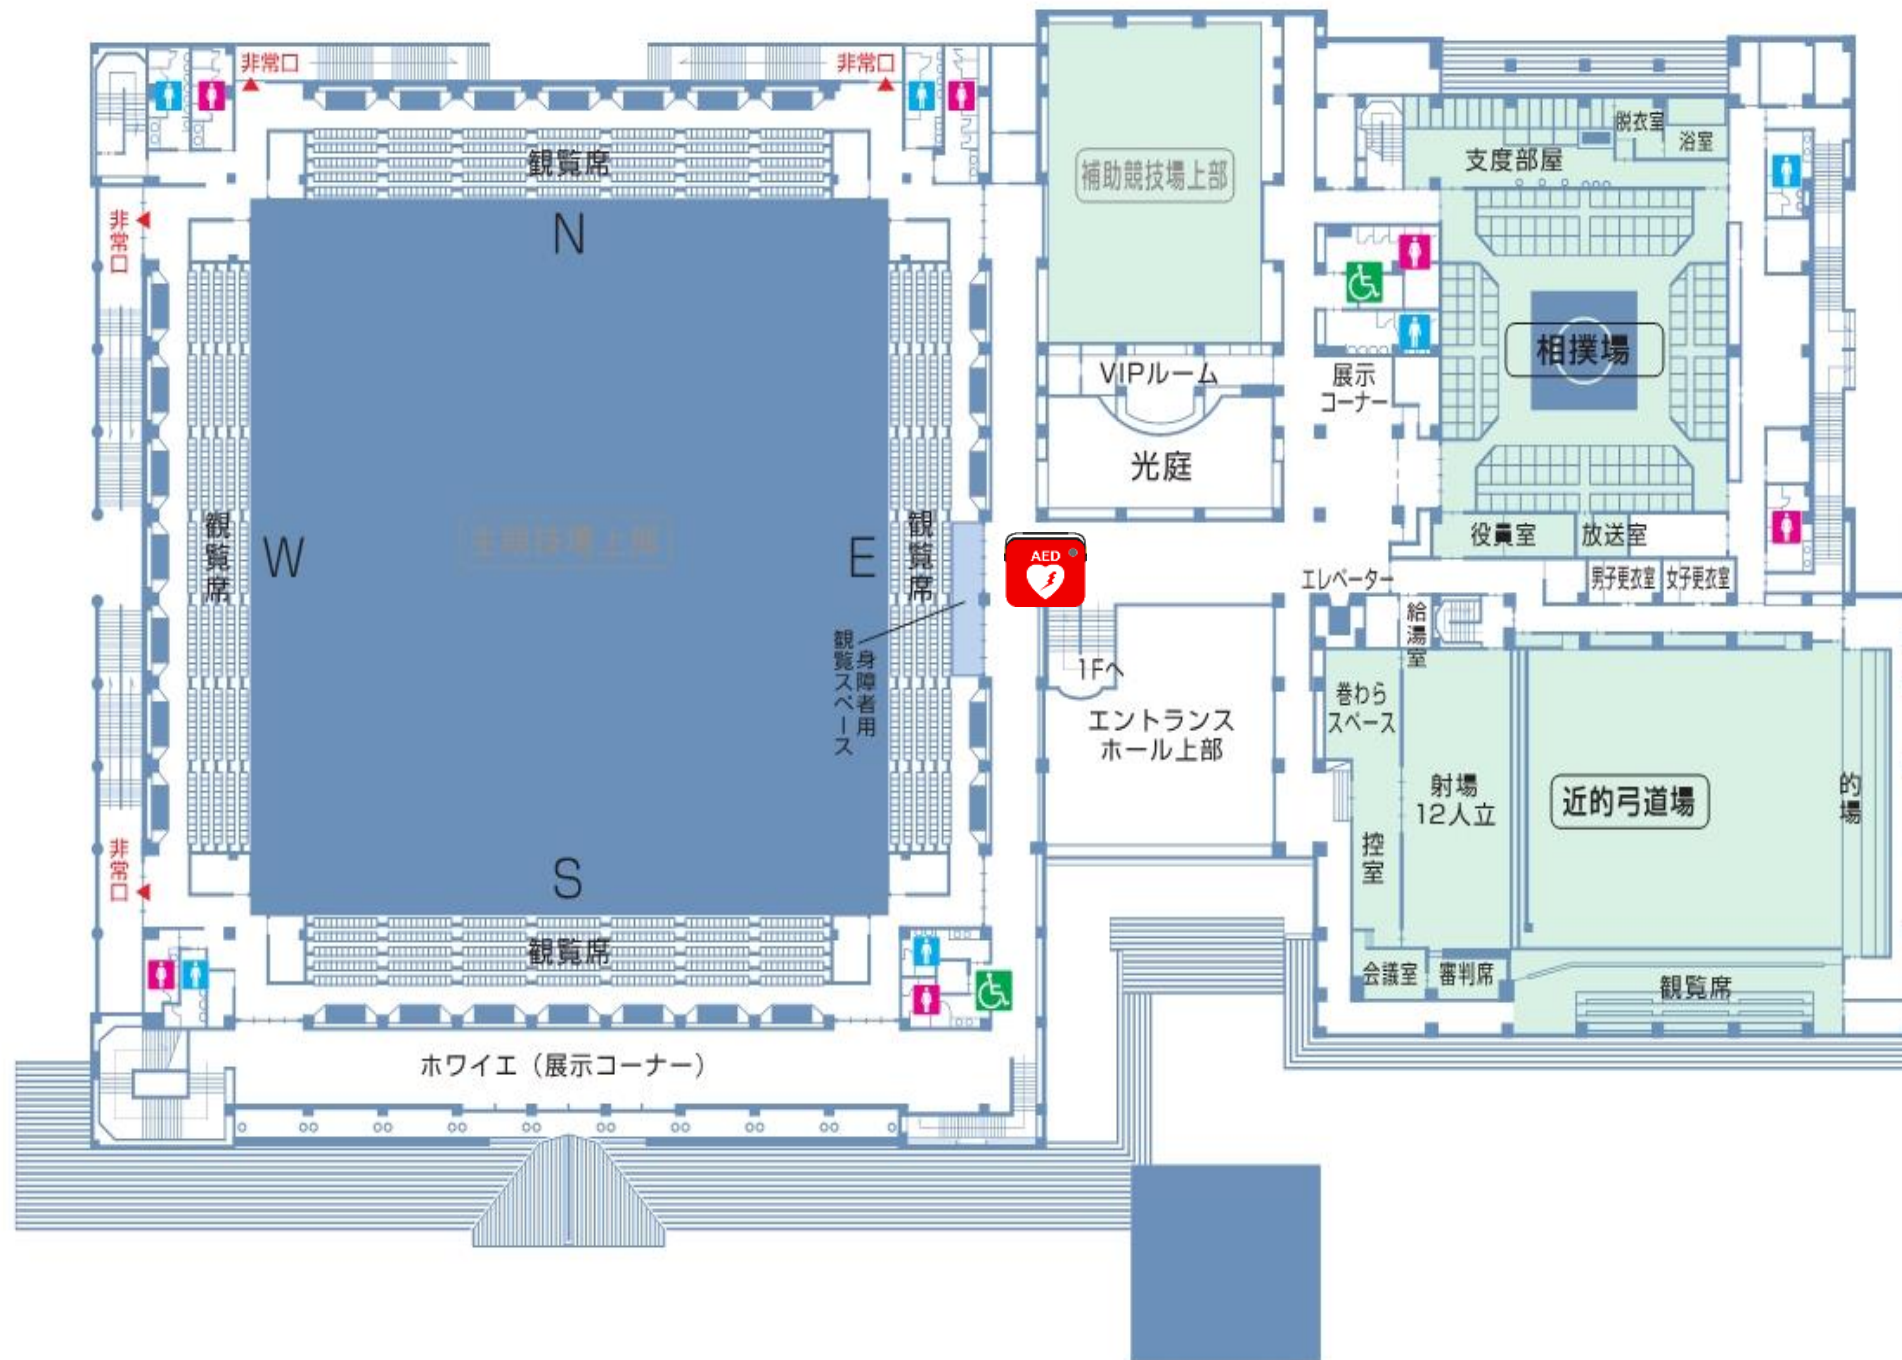 非常口
非常口
観覧席
N
非常口
観覧席
W
主競技場上部
E
観覧席
身障者用
観覧スペース
非常口
S
観覧席
ホワイエ（展示コーナー）
補助競技場上部
VIPルーム
光庭
AED
1Fへ
エントランス
ホール上部
脱衣室
浴室
支度部屋
相撲場
展示
コーナー
役員室
放送室
エレベーター
男子更衣室
女子更衣室
給湯室
巻わら
スペース
射場
12人立
近的弓道場
的場
控室
会議室
審判席
観覧席